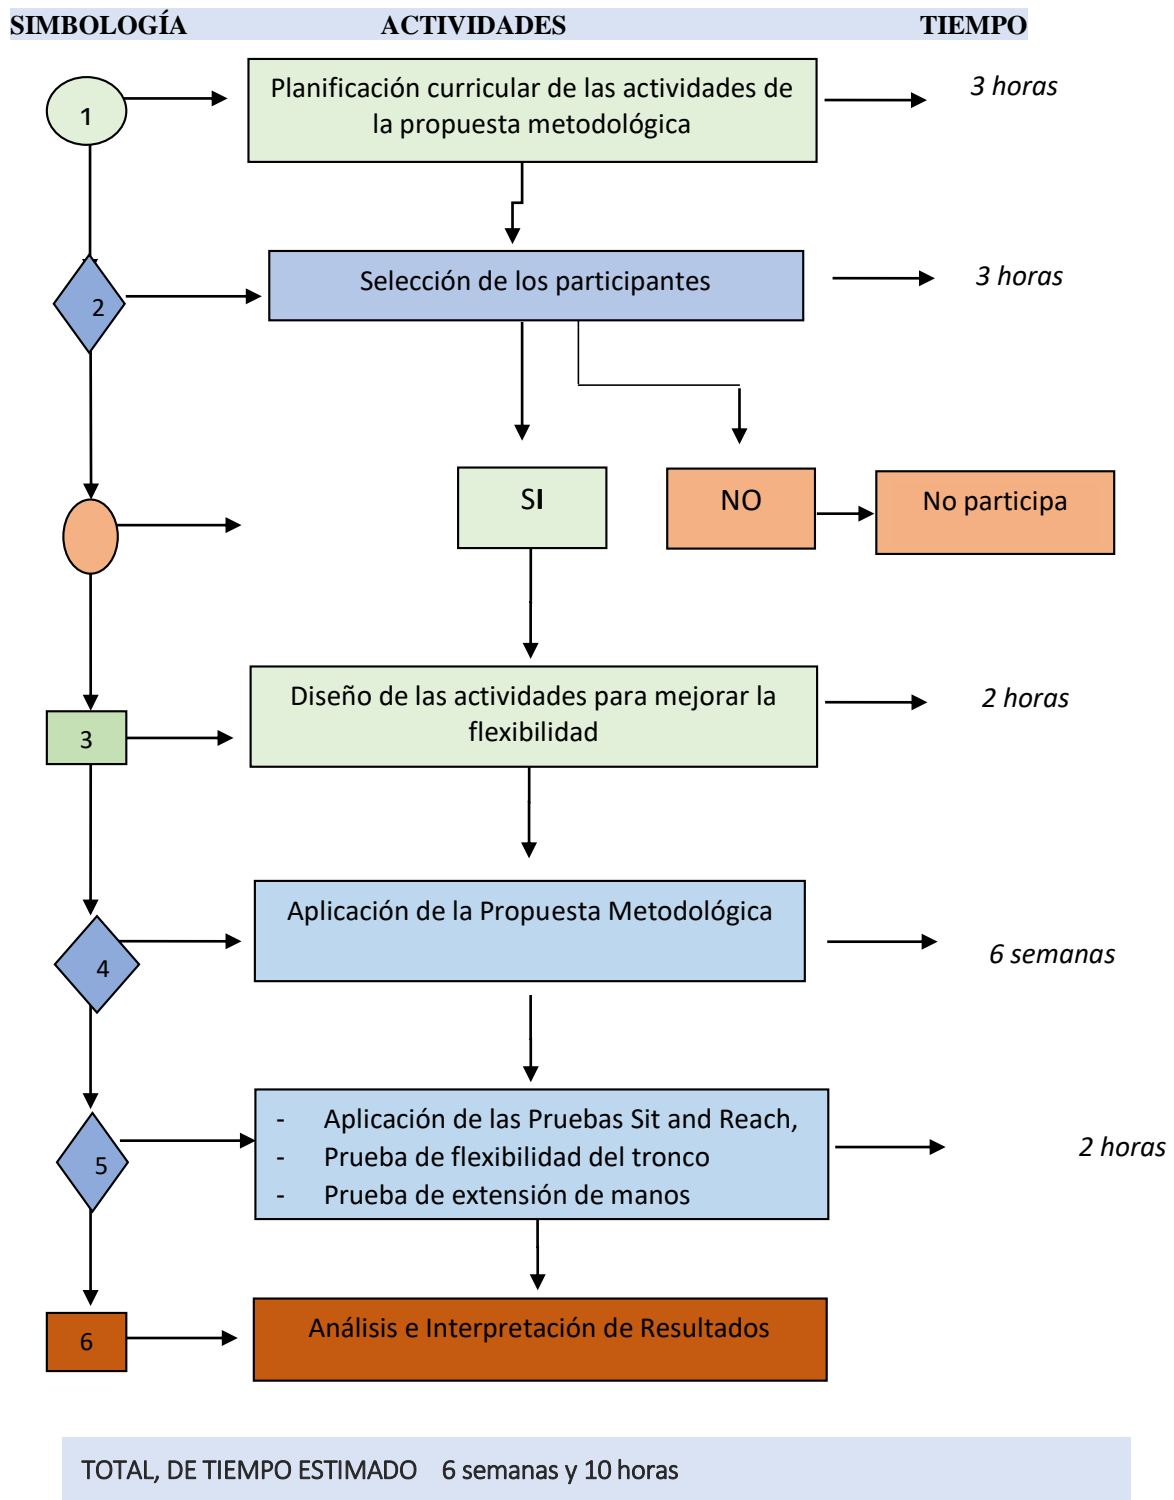 SIMBOLOGÍA ACTIVIDADES TIEMPO
1
Planificación curricular de las actividades de
la propuesta metodológica
3 horas
2
Selección de los participantes
3 horas
SI
NO
No participa
3
Diseño de las actividades para mejorar la
flexibilidad
2 horas
4
Aplicación de la Propuesta Metodológica
6 semanas
5
- Aplicación de las Pruebas Sit and Reach,
- Prueba de flexibilidad del tronco
- Prueba de extensión de manos
2 horas
6
Análisis e Interpretación de Resultados
TOTAL, DE TIEMPO ESTIMADO 6 semanas y 10 horas